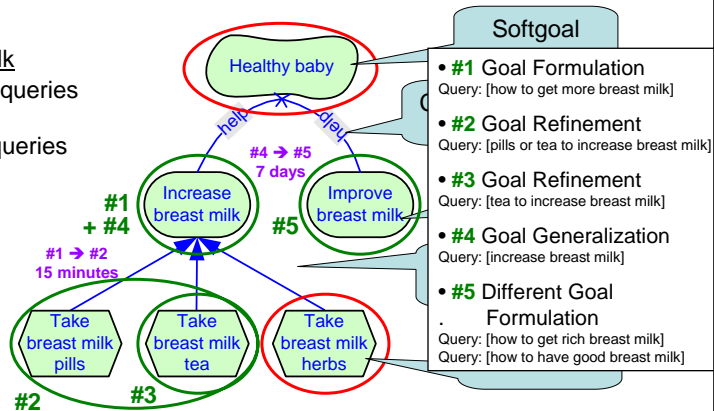 Softgoal
lk
queries
ueries
Healthy baby
help
help
#4 → #5
7 days
#1
+ #4
Increase
breast milk
#5
Improve
breast milk
#1 → #2
15 minutes
Take
breast milk
pills
Take
breast milk
tea
Take
breast milk
herbs
#2
#3
• #1 Goal Formulation
Query: [how to get more breast milk]
• #2 Goal Refinement
Query: [pills or tea to increase breast milk]
• #3 Goal Refinement
Query: [tea to increase breast milk]
• #4 Goal Generalization
Query: [increase breast milk]
• #5 Different Goal
. Formulation
Query: [how to get rich breast milk]
Query: [how to have good breast milk]